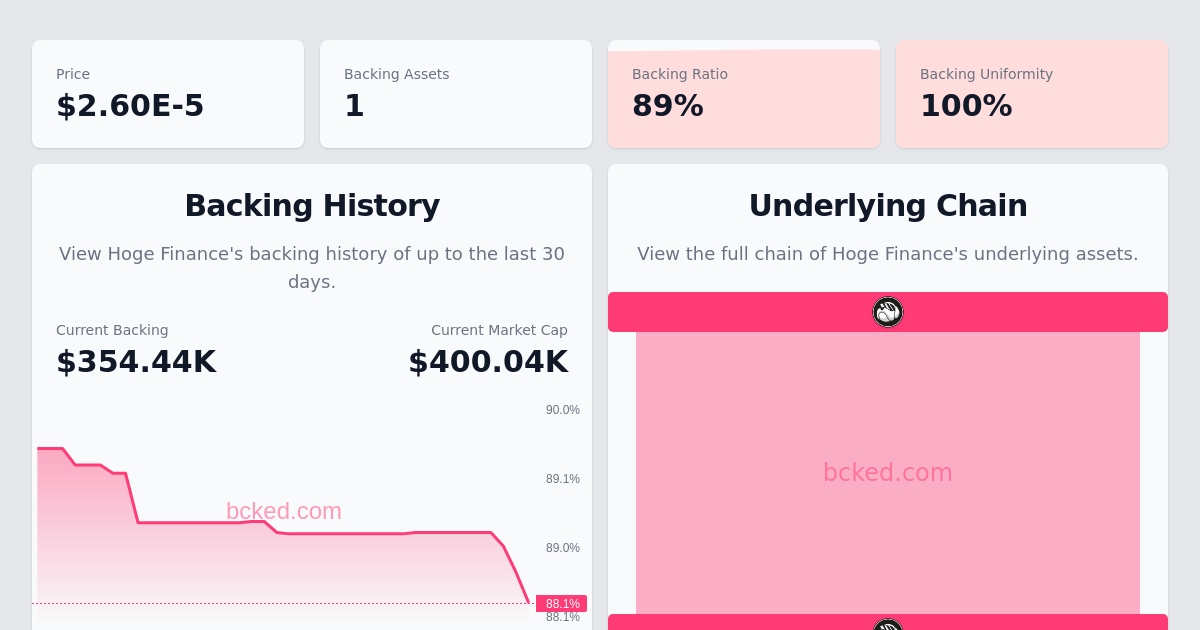 Price
$2.60E-5
Backing Assets
1
Backing Ratio
89%
Backing Uniformity
100%
Backing History
View Hoge Finance's backing history of up to the last 30
days.
Current Backing
$354.44K
Current Market Cap
$400.04K
90.0%
89.1%
bcked.com
89.0%
88.1%
88.1%
Underlying Chain
View the full chain of Hoge Finance's underlying assets.
bcked.com